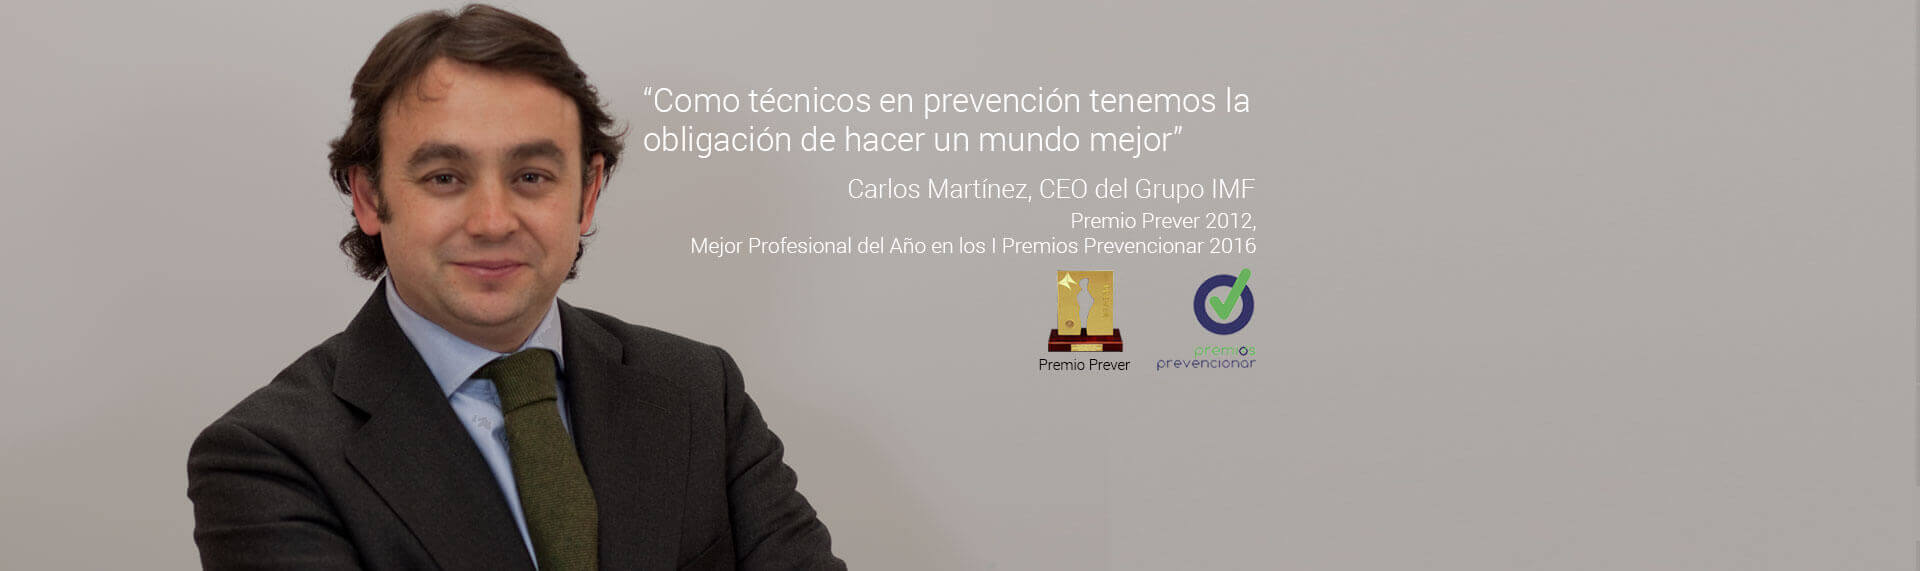 “Como técnicos en prevención tenemos la
obligación de hacer un mundo mejor”
Carlos Martínez, CEO del Grupo IMF
Premio Prever 2012,
Mejor Profesional del Año en los I Premios Prevencionar 2016
Premio Prever
premios
prevencionar